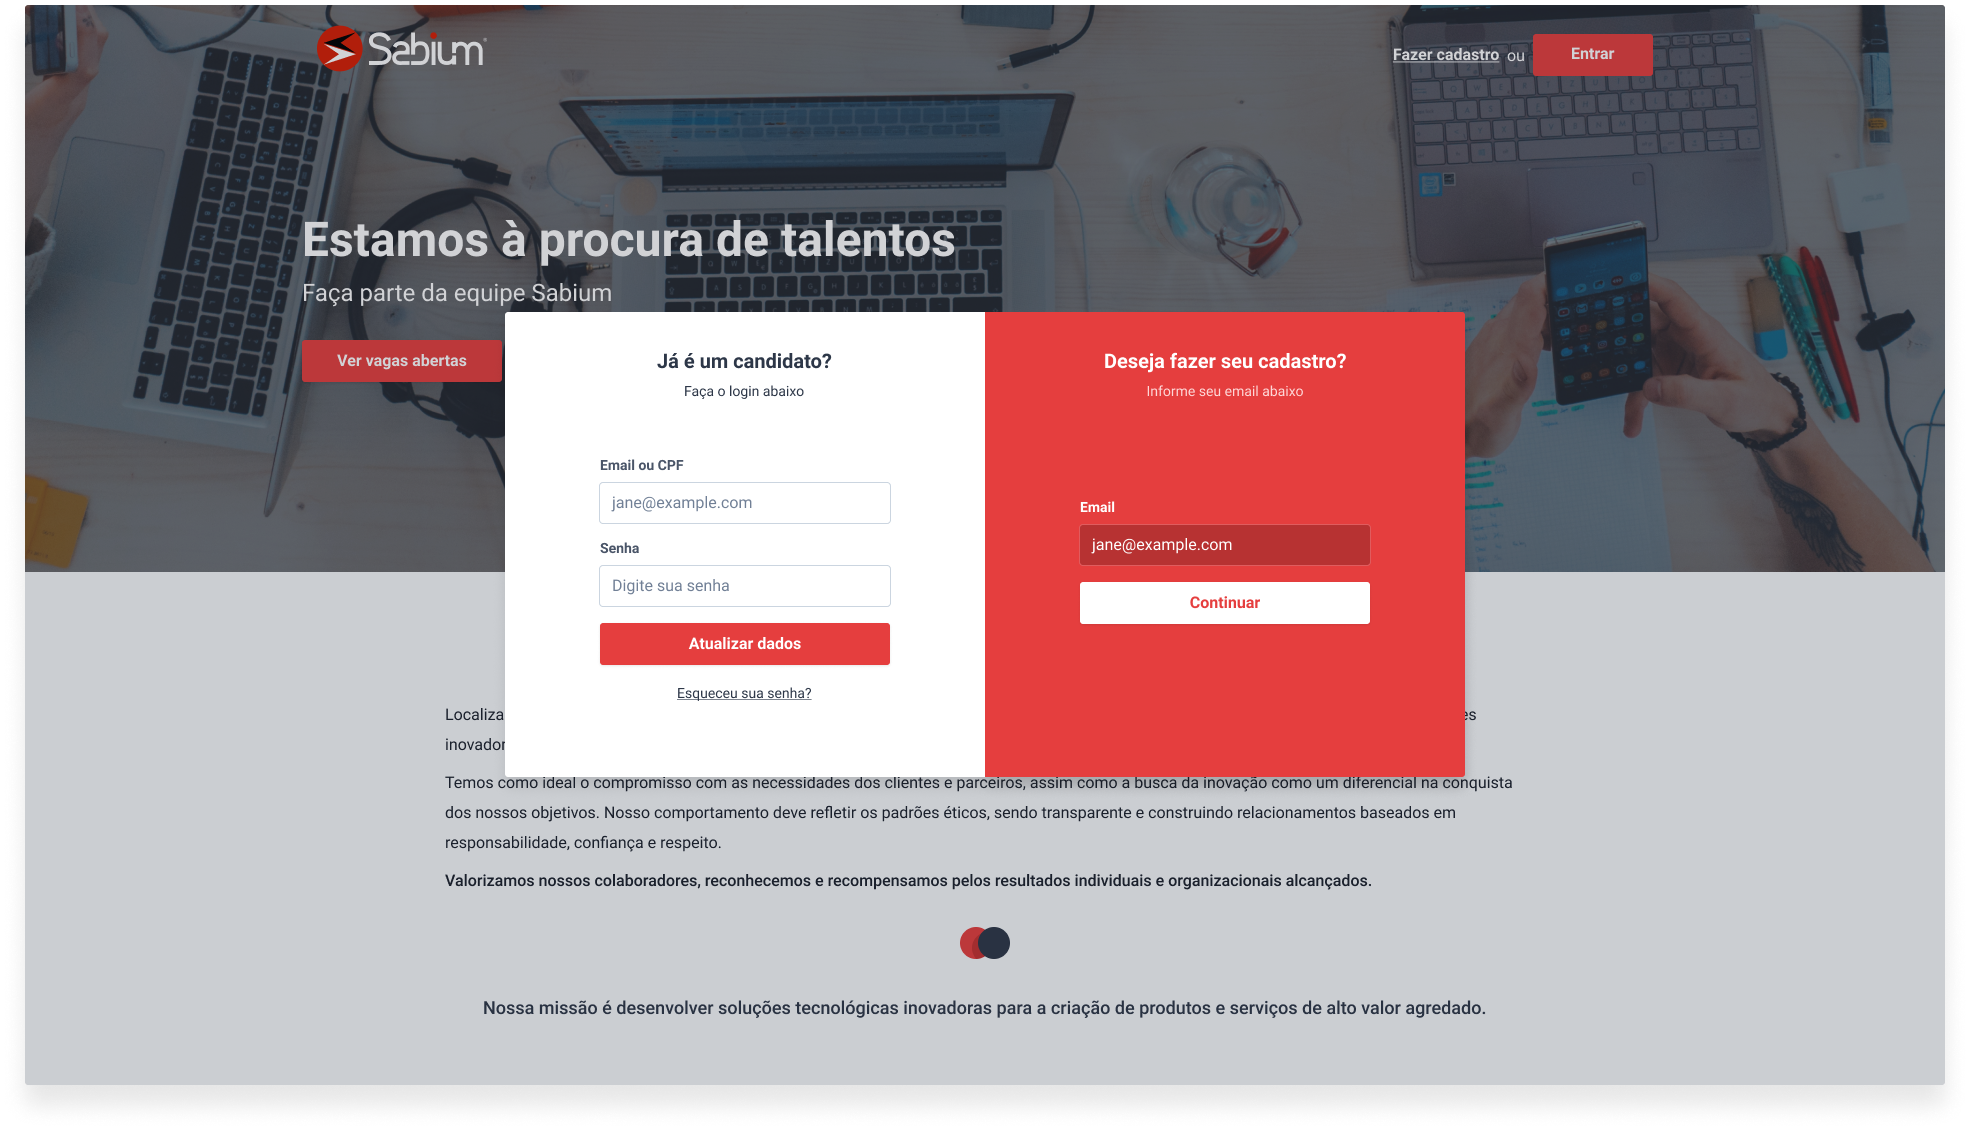 Sabium
Fazer cadastro ou Entrar
Estamos à procura de talentos
Faça parte da equipe Sabium
Ver vagas abertas
Já é um candidato?
Faça o login abaixo
Email ou CPF
jane@example.com
Senha
Digite sua senha
Atualizar dados
Esqueceu sua senha?
Deseja fazer seu cadastro?
Informe seu email abaixo
Email
jane@example.com
Continuar
Temos como ideal o compromisso com as necessidades dos clientes e parceiros, assim como a busca da inovação como um diferencial na conquista
dos nossos objetivos. Nosso comportamento deve refletir os padrões éticos, sendo transparente e construindo relacionamentos baseados em
responsabilidade, confiança e respeito.
Valorizamos nossos colaboradores, reconhecemos e recompensamos pelos resultados individuais e organizacionais alcançados.
Nossa missão é desenvolver soluções tecnológicas inovadoras para a criação de produtos e serviços de alto valor agredado.